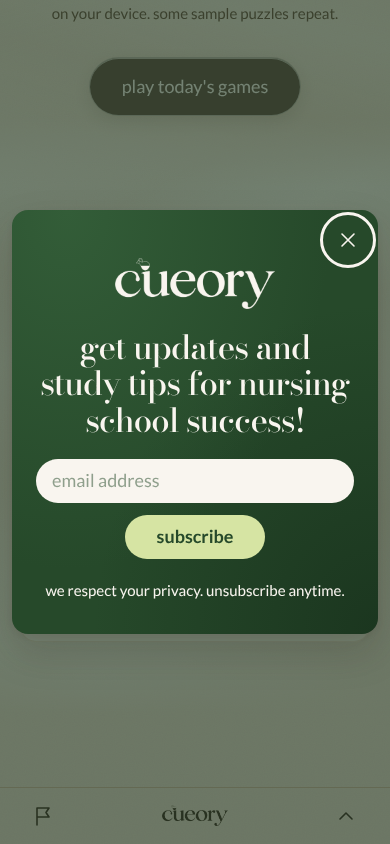 on your device. some sample puzzles repeat.
play today's games
cueory
get updates and
study tips for nursing
school success!
email address
subscribe
we respect your privacy. unsubscribe anytime.
cueory